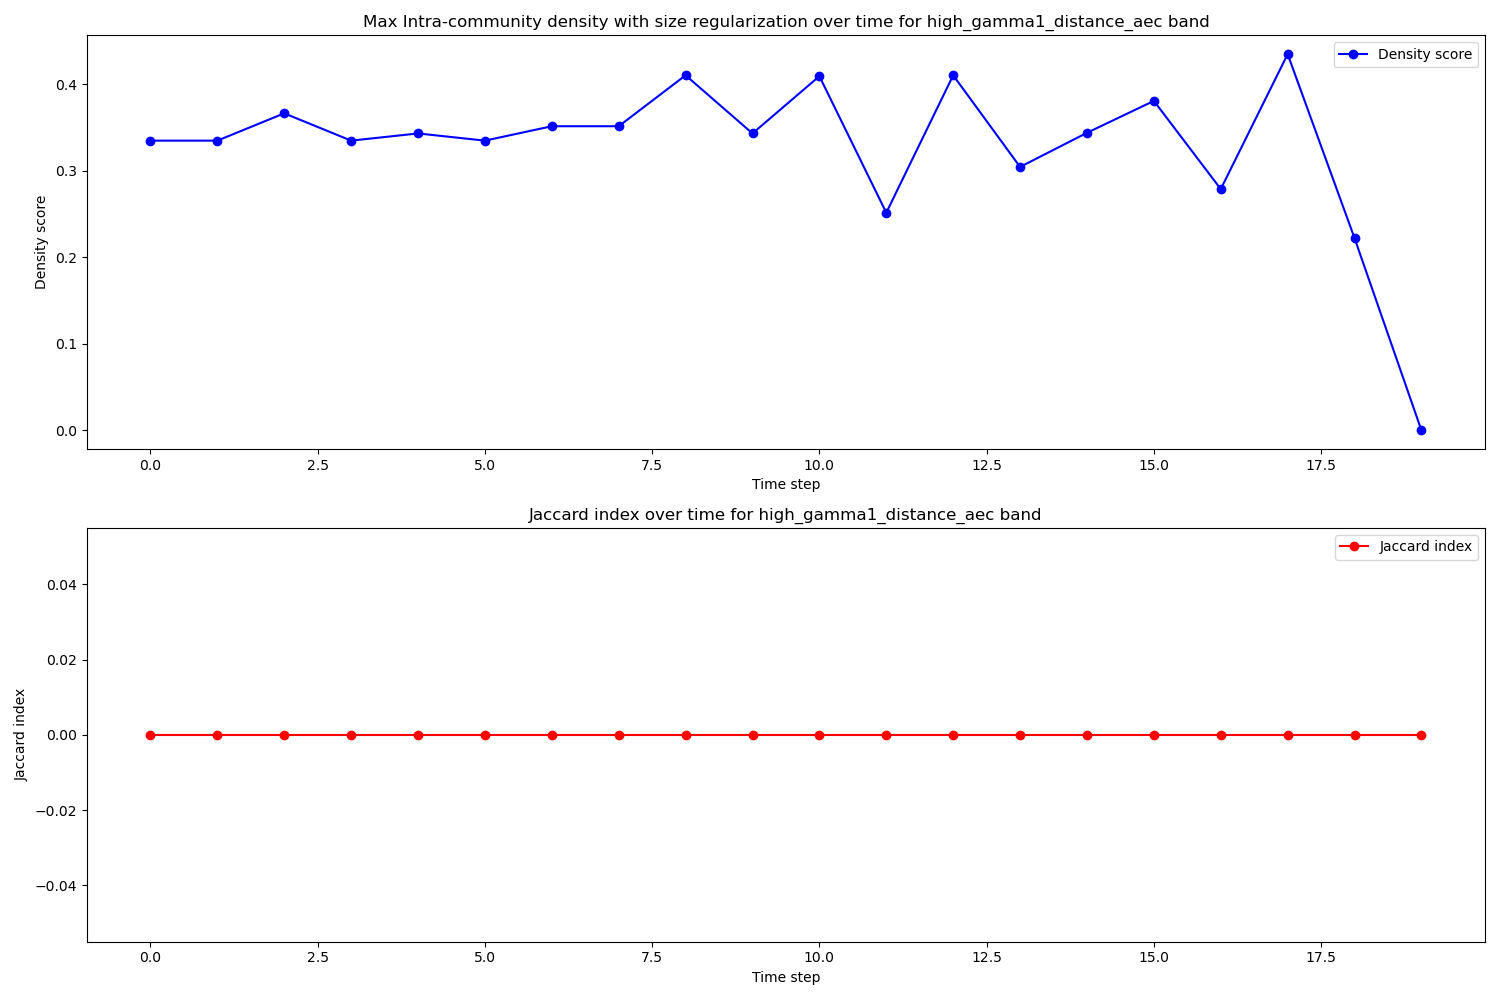 Max Intra-community density with size regularization over time for high_gamma1_distance_aec band
Density score
0.4
0.3
0.2
0.1
0.0
Density score
0.0 2.5 5.0 7.5 10.0 12.5 15.0 17.5
Time step
Jaccard index over time for high_gamma1_distance_aec band
Jaccard index
0.04
0.02
0.00
−0.02
−0.04
Jaccard index
0.0 2.5 5.0 7.5 10.0 12.5 15.0 17.5
Time step